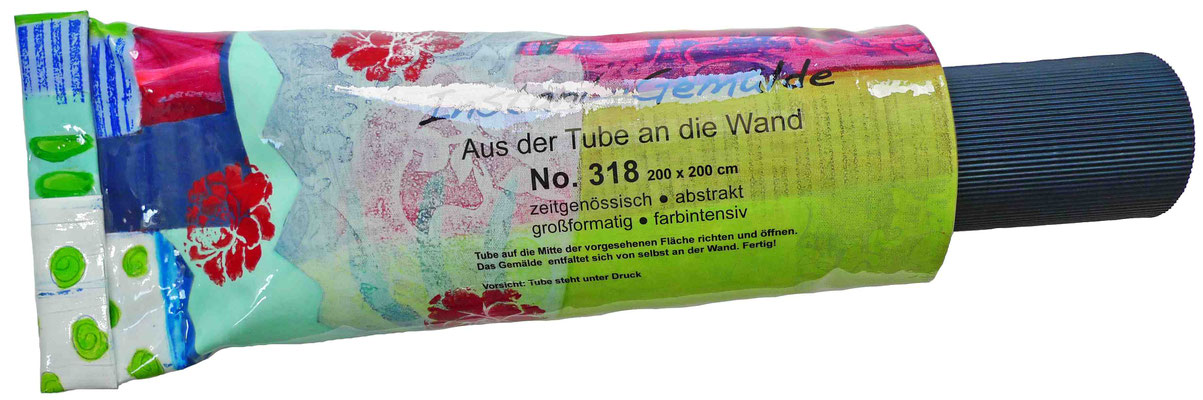 Instant Gemälde
Aus der Tube an die Wand
No. 318 200 x 200 cm
zeitgenössisch ● abstrakt
großformatig ● farbintensiv
Tube auf die Mitte der vorgesehenen Fläche richten und öffnen.
Das Gemälde entfaltet sich von selbst an der Wand. Fertig!
Vorsicht: Tube steht unter Druck